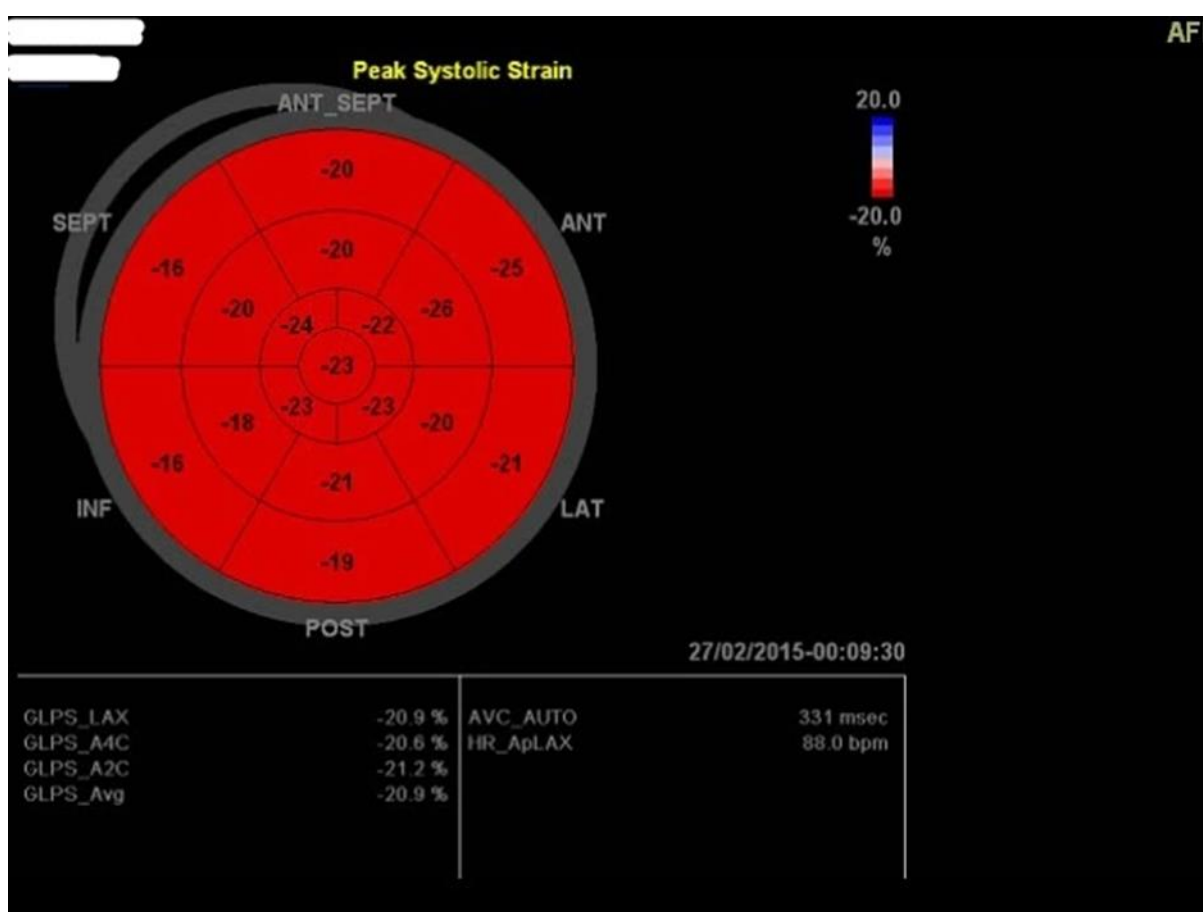 AF
Peak Systolic Strain
ANT_SEPT
20.0
-20
SEPT
ANT
-20.0
-20
%
-16
-25
-20
-26
-24
-22
-23
-23
-23
-18
-20
-16
-21
-21
INF
LAT
-19
POST
27/02/2015-00:09:30
GLPS_LAX -20.9 % AVC_AUTO 331 msec
GLPS_A4C -20.6 % HR_ApLAX 88.0 bpm
GLPS_A2C -21.2 %
GLPS_Avg -20.9 %